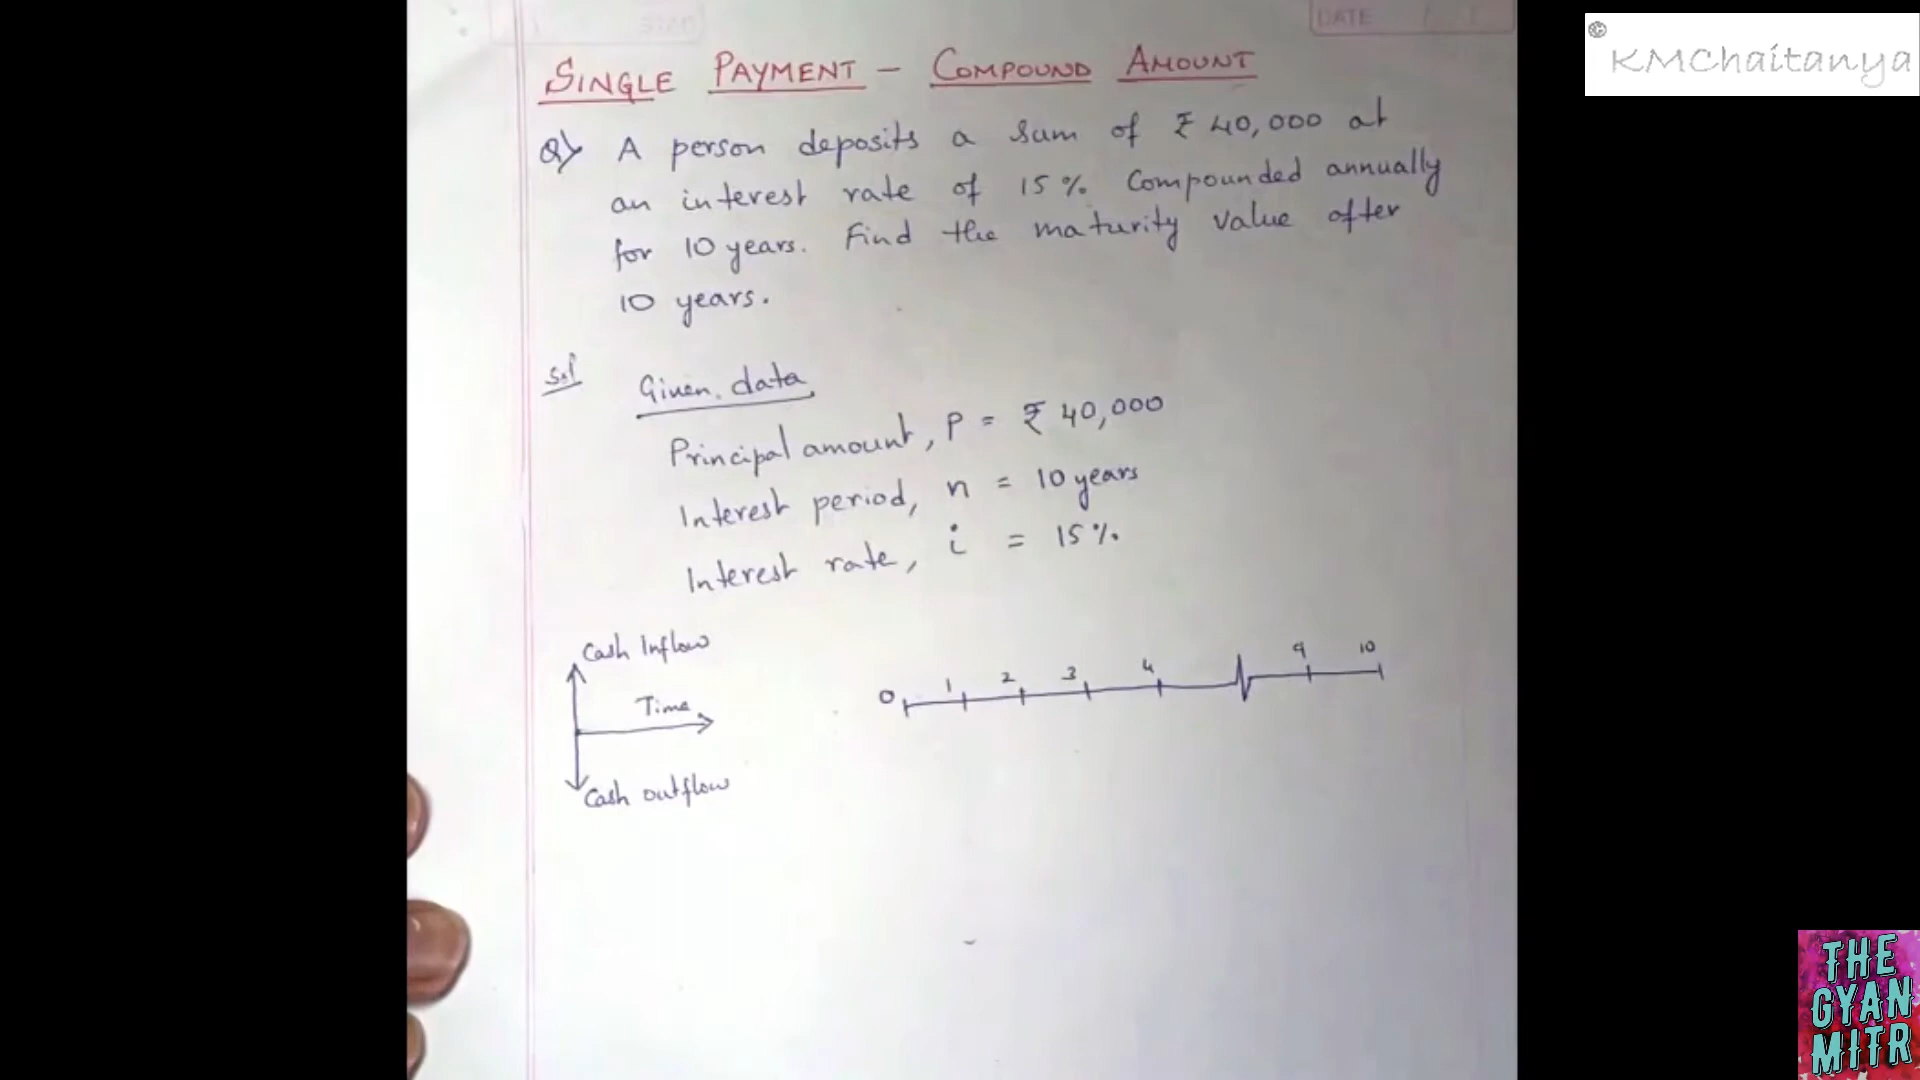 SIZE
DATE
© KMChaitanya
SINGLE PAYMENT - COMPOUND AMOUNT
Q) A person deposits a sum of ₹ 40,000 at
an interest rate of 15% Compounded annually
for 10 years. Find the maturity value after
10 years.
Sol
Given data
Principal amount, P = ₹ 40,000
Interest period, n = 10 years
Interest rate, i = 15%
Cash Inflow
Time
Cash outflow
0 1 2 3 4 9 10
THE
GYAN
MITR